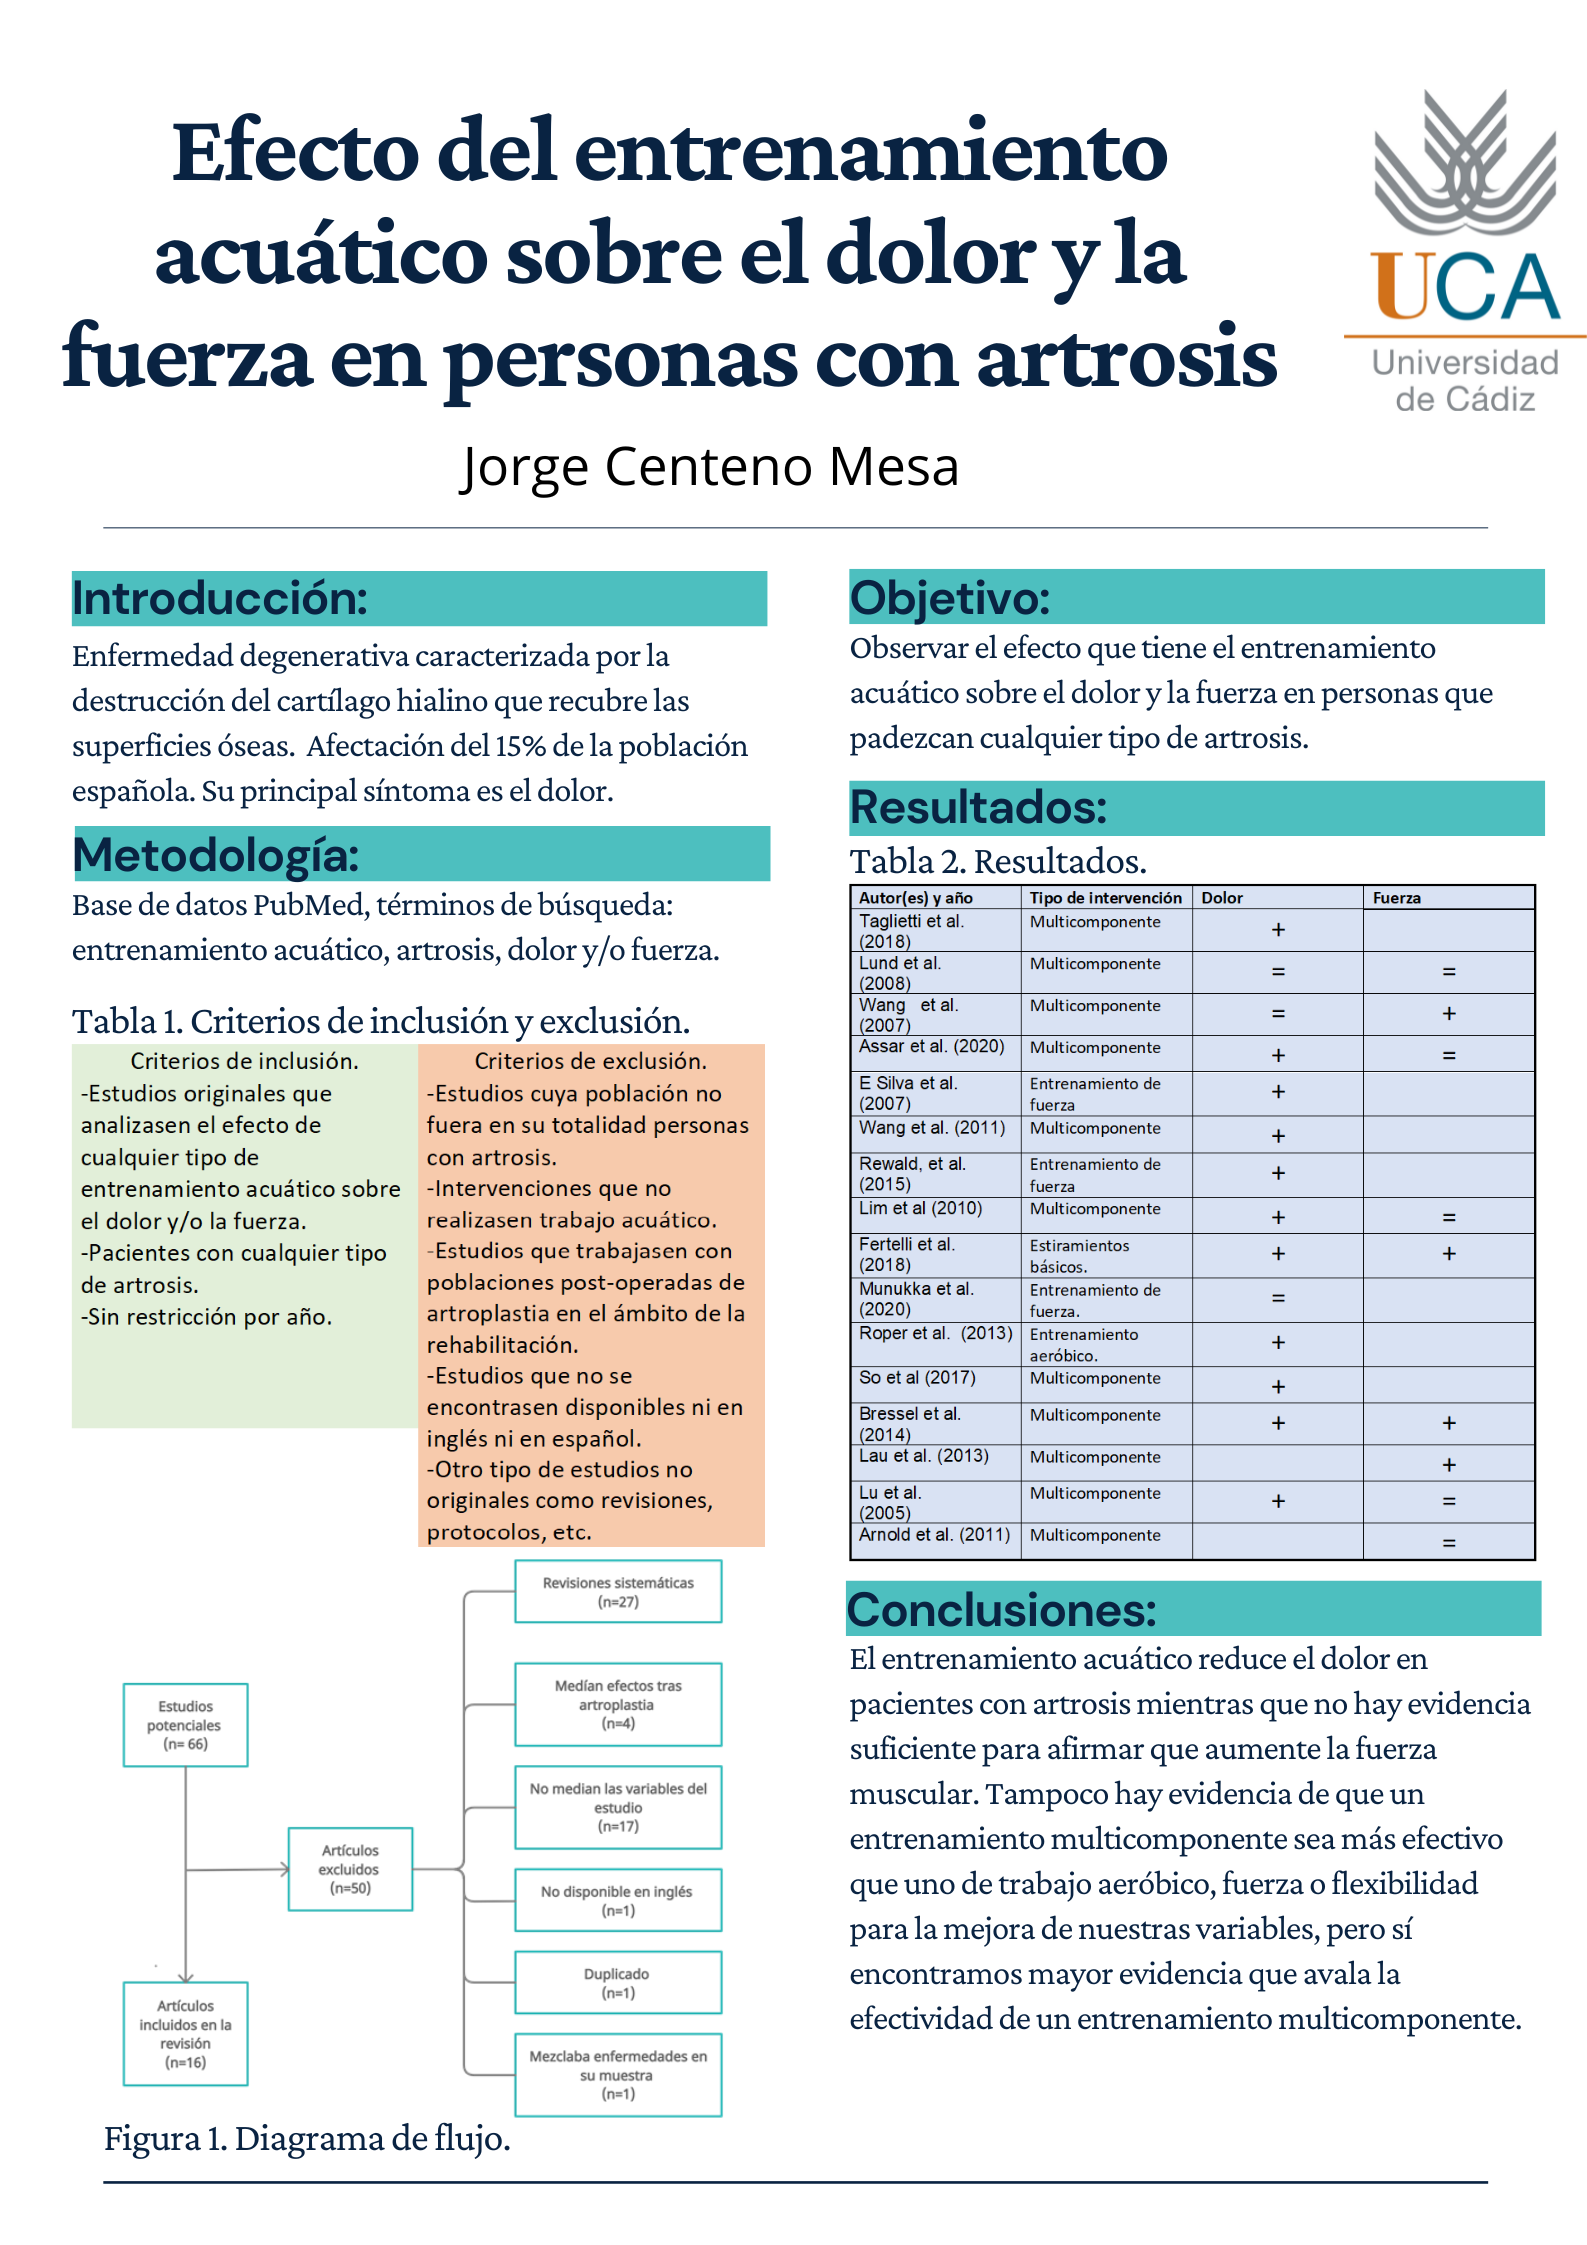 Efecto del entrenamiento
acuático sobre el dolor y la
fuerza en personas con artrosis
UCA
Universidad
de Cádiz
Jorge Centeno Mesa
Introducción:
Enfermedad degenerativa caracterizada por la
destrucción del cartílago hialino que recubre las
superficies óseas.  Afectación del 15% de la población
española. Su principal síntoma es el dolor.
Metodología:
Base de datos PubMed, términos de búsqueda:
entrenamiento acuático, artrosis, dolor y/o fuerza.
Tabla 1. Criterios de inclusión y exclusión.
Criterios de inclusión.
-Estudios originales que
analizasen el efecto de
cualquier tipo de
entrenamiento acuático sobre
el dolor y/o la fuerza.
-Pacientes con cualquier tipo
de artrosis.
-Sin restricción por año.
Criterios de exclusión.
-Estudios cuya población no
fuera en su totalidad personas
con artrosis.
-Intervenciones que no
realizasen trabajo acuático.
-Estudios que trabajasen con
poblaciones post-operadas de
artroplastia en el ámbito de la
rehabilitación.
-Estudios que no se
encontrasen disponibles ni en
inglés ni en español.
-Otro tipo de estudios no
originales como revisiones,
protocolos, etc.
Estudios
potenciales
(n= 66)
Artículos
excluidos
(n=50)
Artículos
incluidos en la
revisión
(n=16)
Revisiones sistemáticas
(n=27)
Medían efectos tras
artroplastia
(n=4)
No median las variables del
estudio
(n=17)
No disponible en inglés
(n=1)
Duplicado
(n=1)
Mezclaba enfermedades en
su muestra
(n=1)
Figura 1. Diagrama de flujo.
Objetivo:
Observar el efecto que tiene el entrenamiento
acuático sobre el dolor y la fuerza en personas que
padezcan cualquier tipo de artrosis.
Resultados:
Tabla 2. Resultados.
Autor(es) y año Tipo de intervención Dolor Fuerza
Taglietti et al. Multicomponente +
(2018)
Lund et al. Multicomponente = =
(2008)
Wang et al. Multicomponente = +
(2007)
Assar et al. (2020) Multicomponente + =
E Silva et al. Entrenamiento de +
(2007) fuerza
Wang et al. (2011) Multicomponente +
Rewald, et al. Entrenamiento de +
(2015) fuerza
Lim et al (2010) Multicomponente + =
Fertelli et al. Estiramientos + +
(2018) básicos.
Munukka et al. Entrenamiento de =
(2020) fuerza.
Roper et al. (2013) Entrenamiento +
aeróbico.
So et al (2017) Multicomponente +
Bressel et al. Multicomponente + +
(2014)
Lau et al. (2013) Multicomponente +
Lu et al. Multicomponente + =
(2005)
Arnold et al. (2011) Multicomponente =
Conclusiones:
El entrenamiento acuático reduce el dolor en
pacientes con artrosis mientras que no hay evidencia
suficiente para afirmar que aumente la fuerza
muscular. Tampoco hay evidencia de que un
entrenamiento multicomponente sea más efectivo
que uno de trabajo aeróbico, fuerza o flexibilidad
para la mejora de nuestras variables, pero sí
encontramos mayor evidencia que avala la
efectividad de un entrenamiento multicomponente.